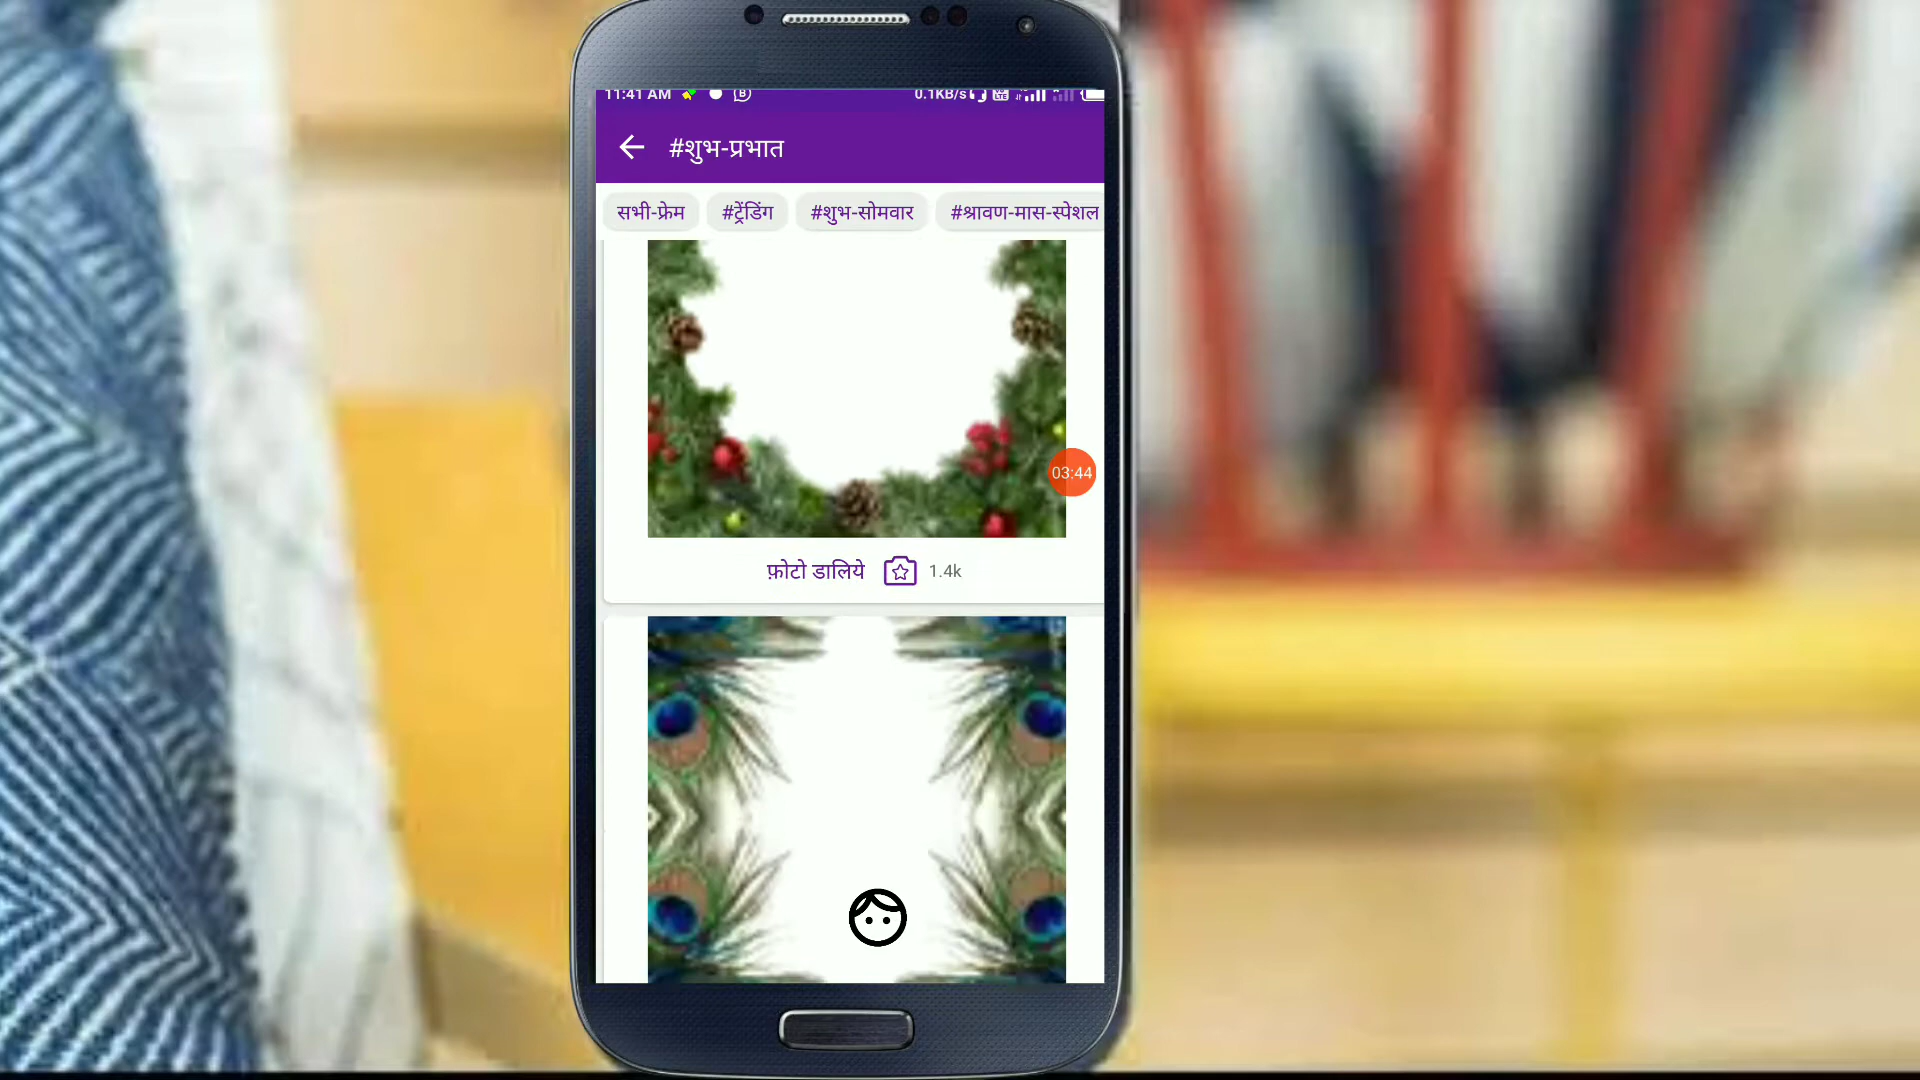 11:41 AM B 0.1KB/s
#शुभ-प्रभात
सभी-फ्रेम #ट्रेंडिंग #शुभ-सोमवार #श्रावण-मास-स्पेशल
03:44
फ़ोटो डालिये 1.4k